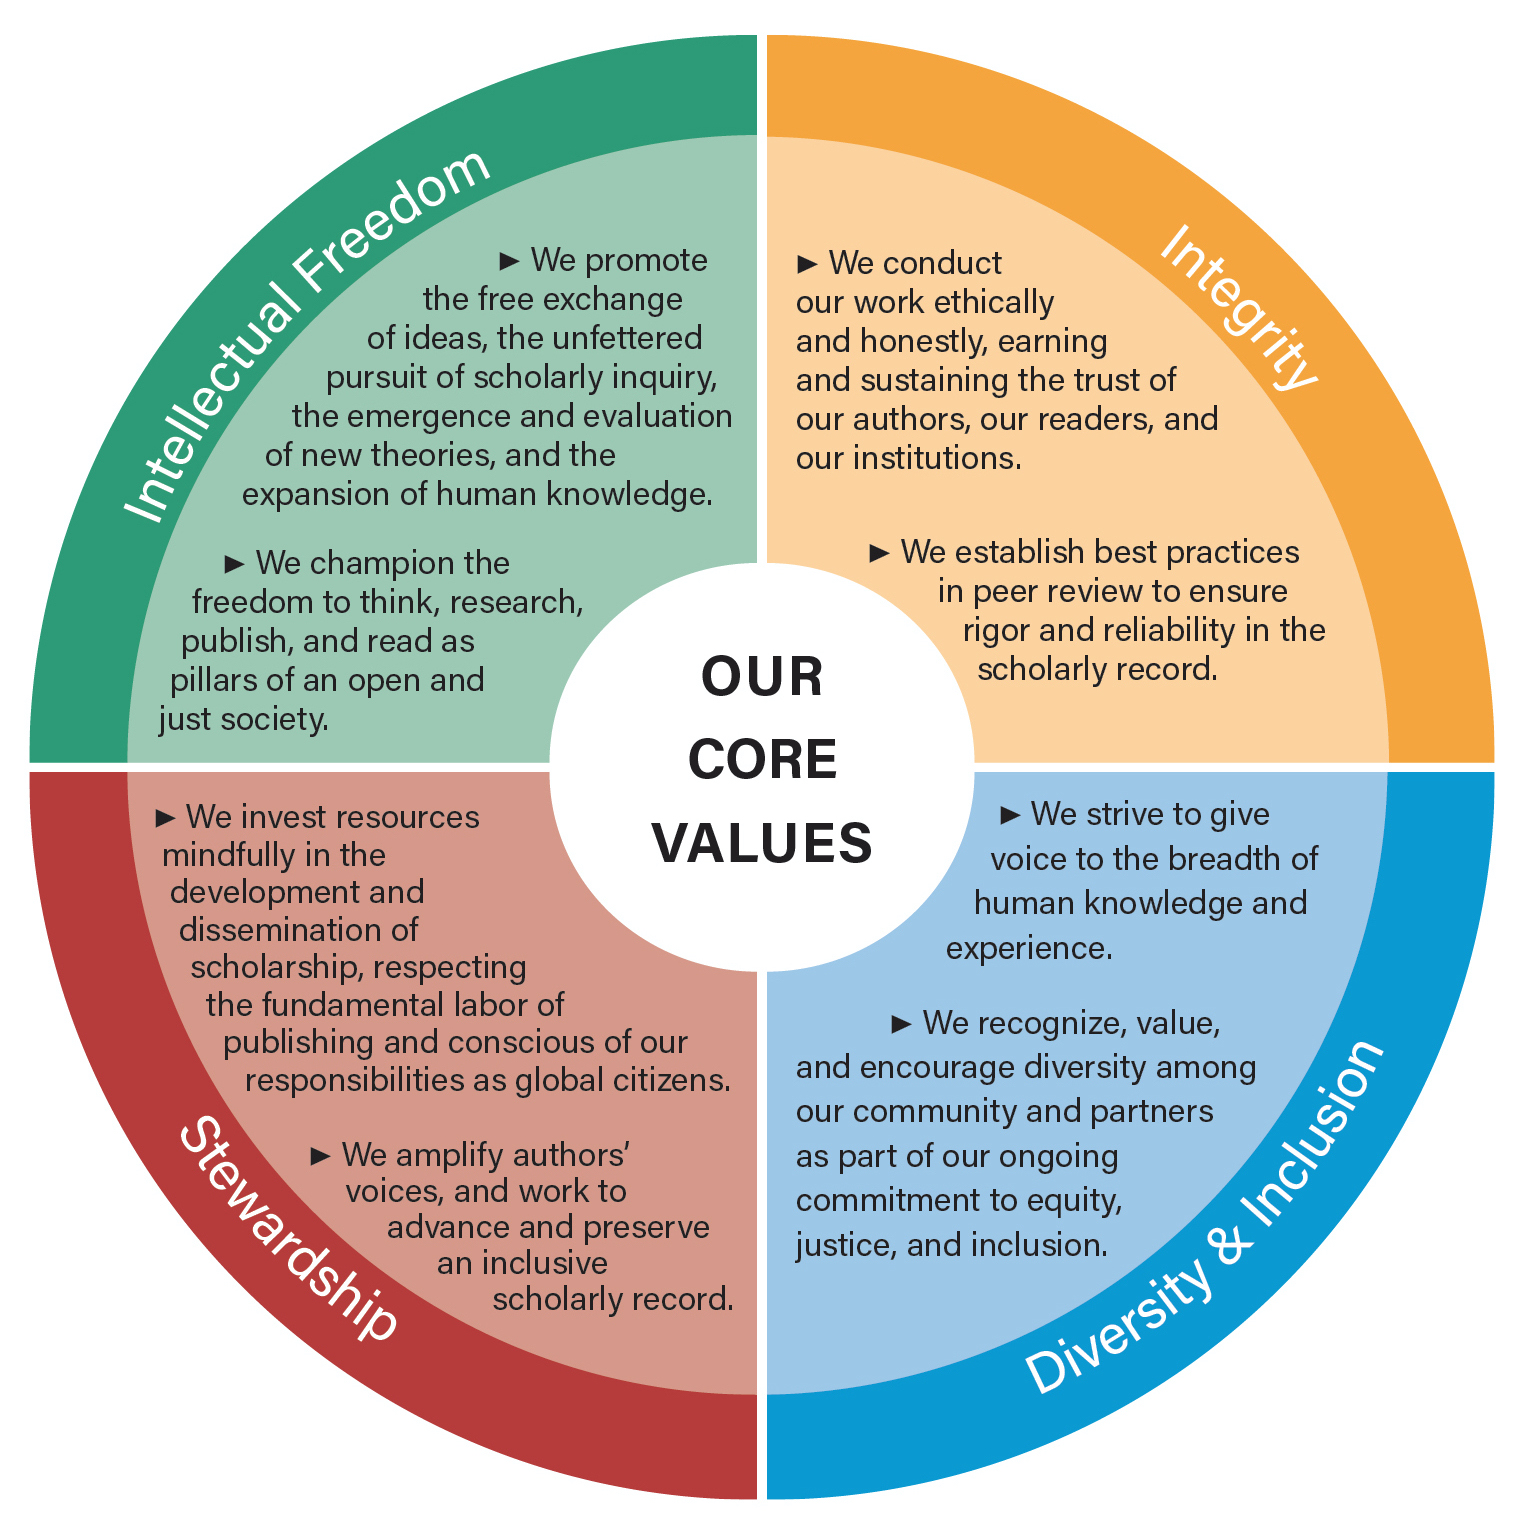 Intellectual Freedom
► We promote
the free exchange
of ideas, the unfettered
pursuit of scholarly inquiry,
the emergence and evaluation
of new theories, and the
expansion of human knowledge.
► We champion the
freedom to think, research,
publish, and read as
pillars of an open and
just society.
Integrity
► We conduct
our work ethically
and honestly, earning
and sustaining the trust of
our authors, our readers, and
our institutions.
► We establish best practices
in peer review to ensure
rigor and reliability in the
scholarly record.
OUR
CORE
VALUES
Stewardship
► We invest resources
mindfully in the
development and
dissemination of
scholarship, respecting
the fundamental labor of
publishing and conscious of our
responsibilities as global citizens.
► We amplify authors’
voices, and work to
advance and preserve
an inclusive
scholarly record.
Diversity & Inclusion
► We strive to give
voice to the breadth of
human knowledge and
experience.
► We recognize, value,
and encourage diversity among
our community and partners
as part of our ongoing
commitment to equity,
justice, and inclusion.